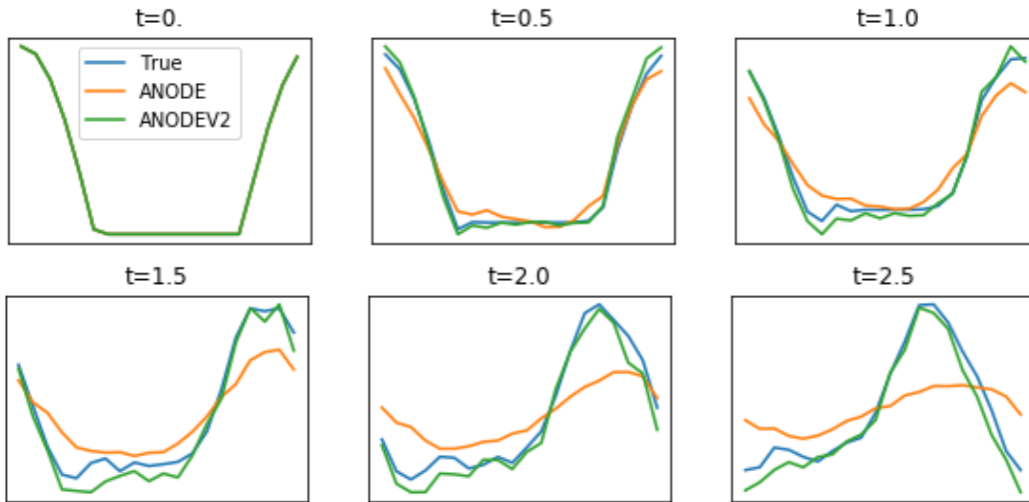 t=0.
t=0.5
t=1.0
True
ANODE
ANODEV2
t=1.5
t=2.0
t=2.5